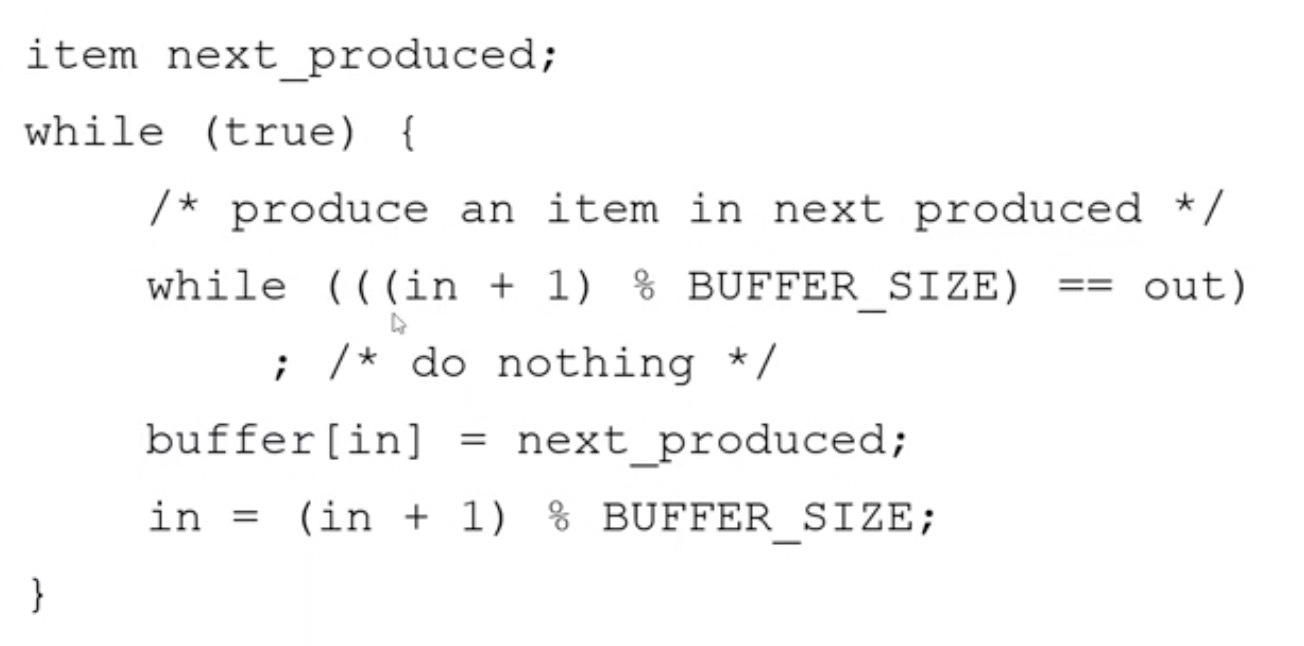 item next_produced;
while (true) {
/* produce an item in next produced */
while (((in + 1) % BUFFER_SIZE) == out)
; /* do nothing */
buffer[in] = next_produced;
in = (in + 1) % BUFFER_SIZE;
}